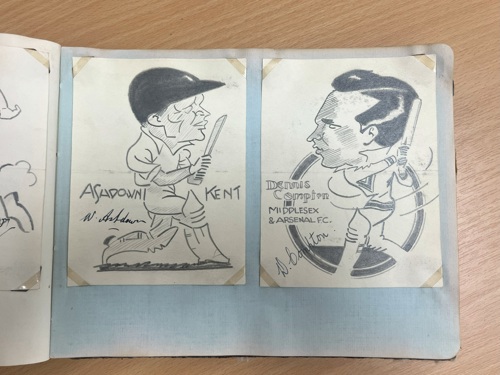 ASHDOWN KENT
W. Ashdown
Dennis
Compton
MIDDLESEX
& ARSENAL F.C.
D. Compton